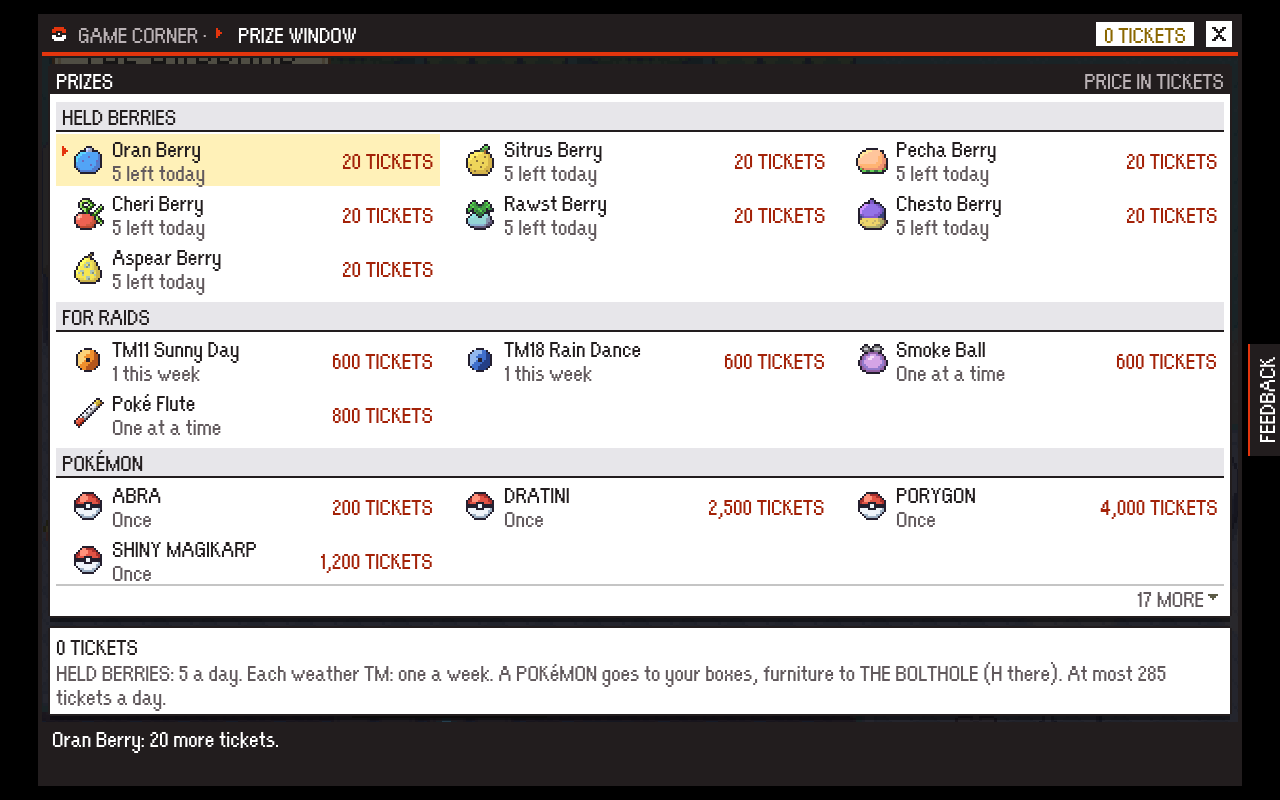 GAME CORNER · PRIZE WINDOW
0 TICKETS X
PRIZES
PRICE IN TICKETS
HELD BERRIES
Oran Berry
5 left today
20 TICKETS
Sitrus Berry
5 left today
20 TICKETS
Pecha Berry
5 left today
20 TICKETS
Cheri Berry
5 left today
20 TICKETS
Rawst Berry
5 left today
20 TICKETS
Chesto Berry
5 left today
20 TICKETS
Aspear Berry
5 left today
20 TICKETS
FOR RAIDS
TM11 Sunny Day
1 this week
600 TICKETS
TM18 Rain Dance
1 this week
600 TICKETS
Smoke Ball
One at a time
600 TICKETS
Poké Flute
One at a time
800 TICKETS
POKÉMON
ABRA
Once
200 TICKETS
DRATINI
Once
2,500 TICKETS
PORYGON
Once
4,000 TICKETS
SHINY MAGIKARP
Once
1,200 TICKETS
17 MORE
0 TICKETS
HELD BERRIES: 5 a day. Each weather TM: one a week. A POKéMON goes to your boxes, furniture to THE BOLTHOLE (H there). At most 285
tickets a day.
Oran Berry: 20 more tickets.
FEEDBACK